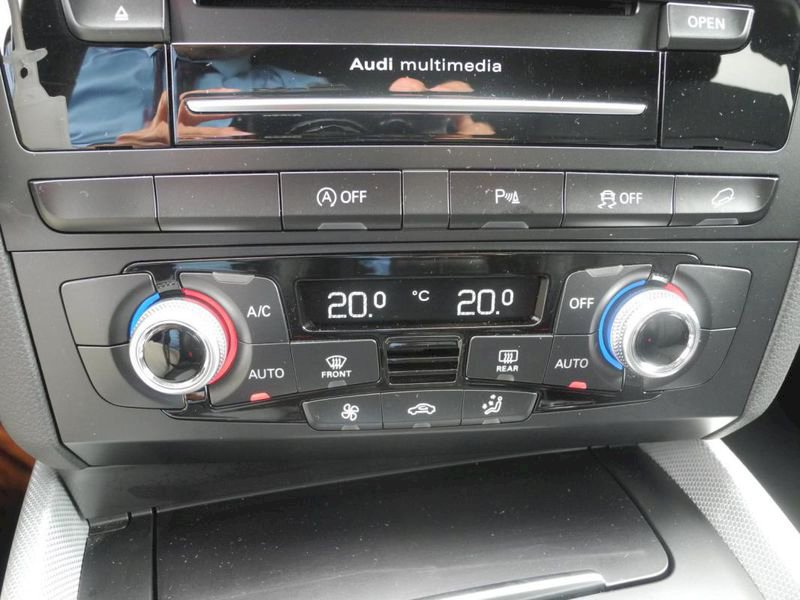 OPEN
Audi multimedia
A OFF
P
OFF
A/C
20.0 °C 20.0
OFF
AUTO
FRONT
REAR
AUTO